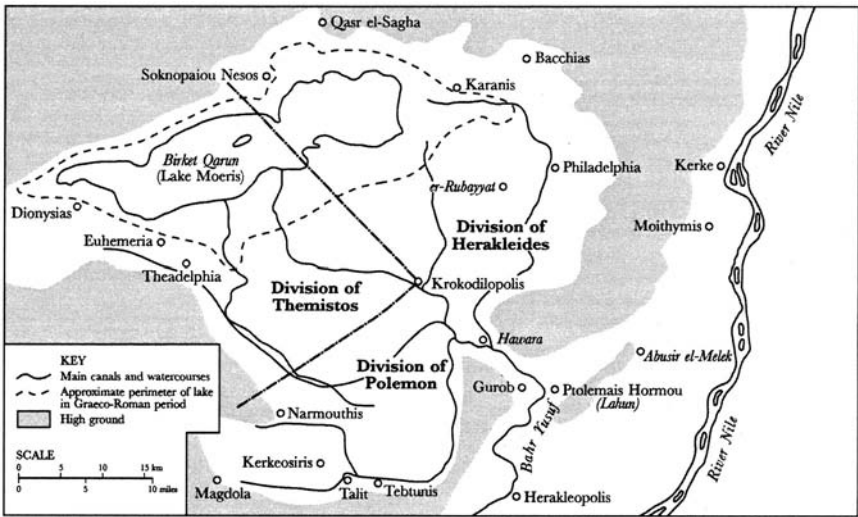 Qasr el-Sagha
Bacchias
Soknopaiou Nesos
Karanis
River Nile
Birket Qarun
(Lake Moeris)
Philadelphia
Kerke
er-Rubayyat
Dionysias
Moithymis
Euhemeria
Division of
Herakleides
Theadelphia
Krokodilopolis
Division of
Themistos
Hawara
Abusir el-Melek
Division of
Polemon
Gurob
Ptolemais Hormou
(Lahun)
Narmouthis
Bahr Yusuf
River Nile
Kerkeosiris
Magdola
Talit
Tebtunis
Herakleopolis
KEY
Main canals and watercourses
Approximate perimeter of lake
in Graeco-Roman period
High ground
SCALE
0 5 10 15 km
0 5 10 miles